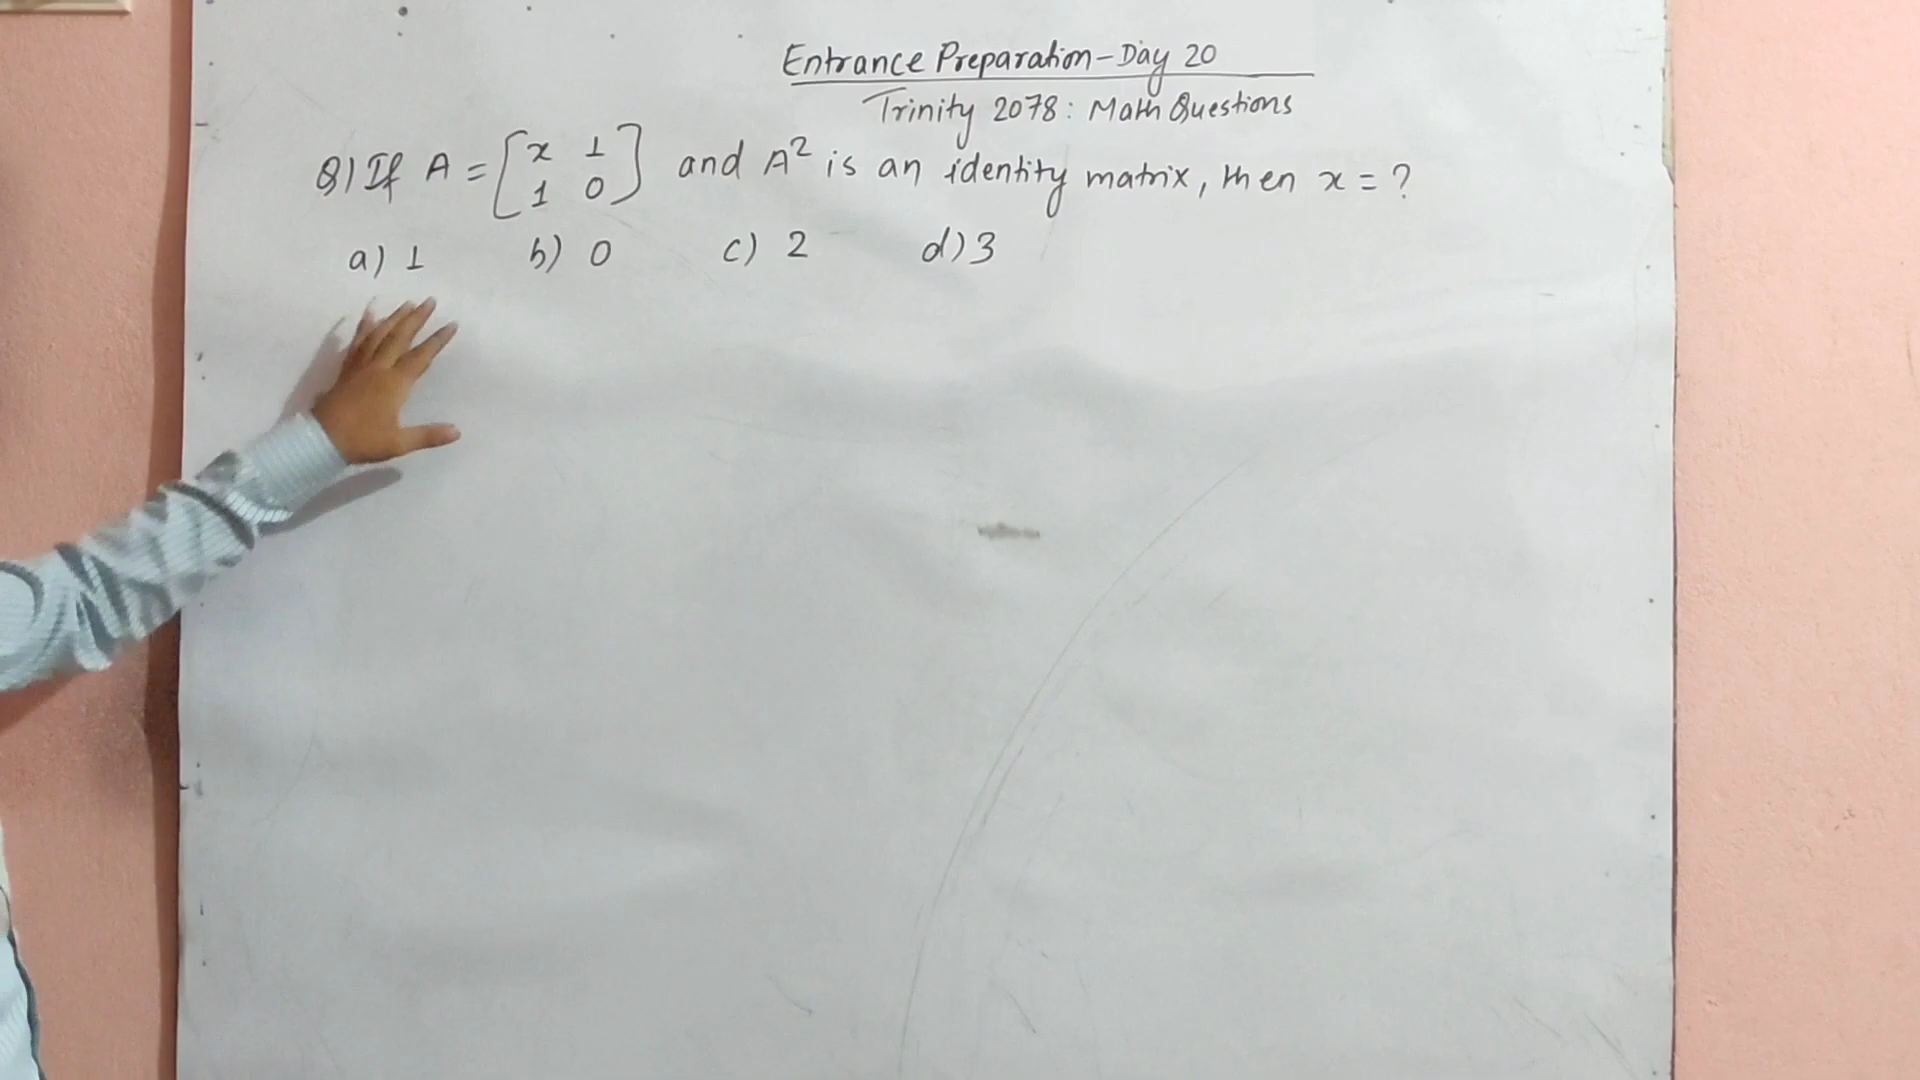 Entrance Preparation-Day 20
Trinity 2078: Math Questions
Q) If A = [x 1
1 0] and A² is an identity matrix, then x = ?
a) 1 b) 0 c) 2 d) 3